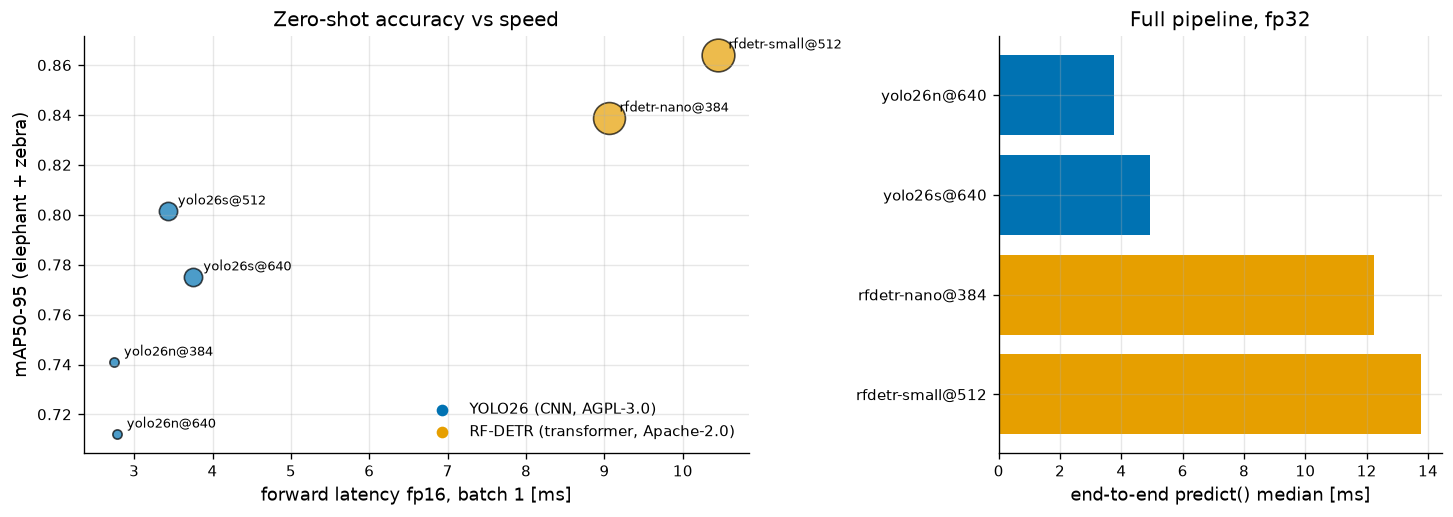 Zero-shot accuracy vs speed
mAP50-95 (elephant + zebra)
0.86
0.84
0.82
0.80
0.78
0.76
0.74
0.72
rfdetr-small@512
rfdetr-nano@384
yolo26s@512
yolo26s@640
yolo26n@384
yolo26n@640
YOLO26 (CNN, AGPL-3.0)
RF-DETR (transformer, Apache-2.0)
3 4 5 6 7 8 9 10
forward latency fp16, batch 1 [ms]
Full pipeline, fp32
yolo26n@640
yolo26s@640
rfdetr-nano@384
rfdetr-small@512
0 2 4 6 8 10 12 14
end-to-end predict() median [ms]